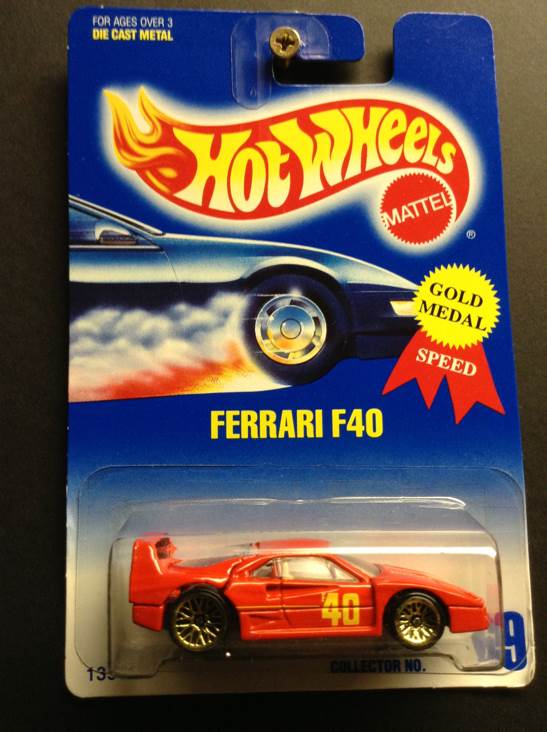 FOR AGES OVER 3
DIE CAST METAL
HOT WHEELS
MATTEL
®
GOLD
MEDAL
SPEED
FERRARI F40
'40
COLLECTOR NO.